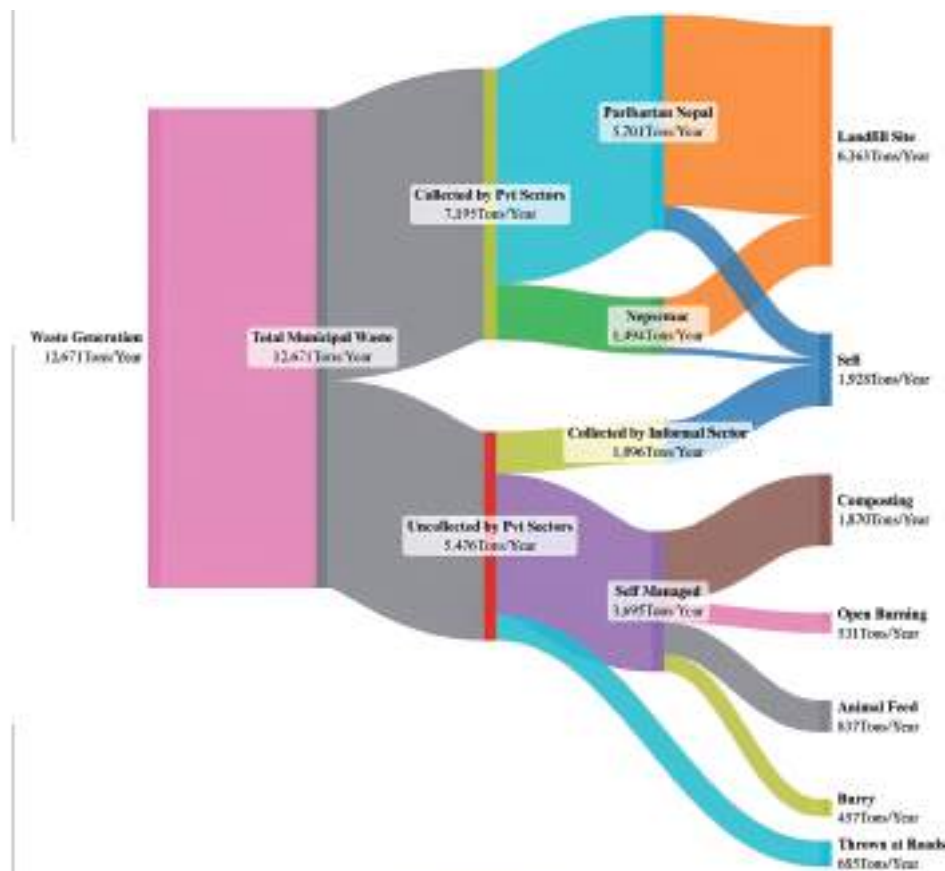 Nepal
5,701Tons/Year
Landfill Site
6,363Tons/Year
Collected by Pvt Sectors
7,195Tons/Year
Nepsemac
1,494Tons/Year
Waste Generation
12,671Tons/Year
Total Municipal Waste
12,671Tons/Year
Sell
1,928Tons/Year
Collected by Informal Sector
1,096Tons/Year
Composting
1,870Tons/Year
Uncollected by Pvt Sectors
5,476Tons/Year
Self Managed
3,695Tons/Year
Open Burning
531Tons/Year
Animal Feed
837Tons/Year
Burry
457Tons/Year
Thrown at Roads
685Tons/Year